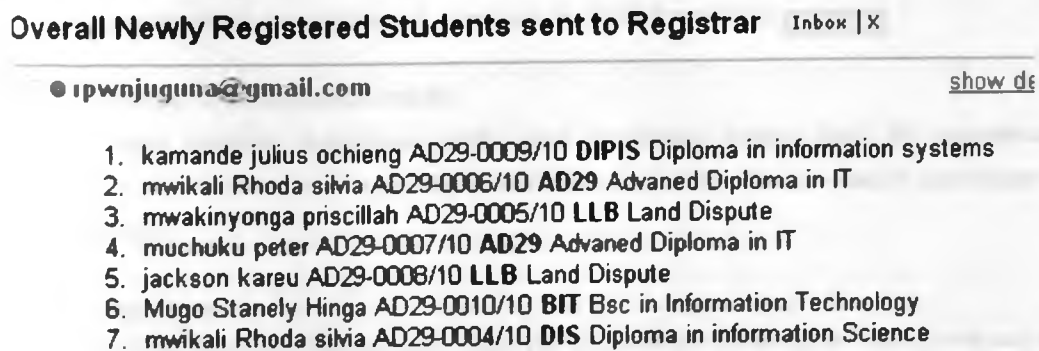 Overall Newly Registered Students sent to Registrar Inbox | X
ipwnjuguna@gmail.com show de
1. kamande julius ochieng AD29-0009/10 DIPIS Diploma in information systems
2. mwikali Rhoda silvia AD29-0006/10 AD29 Advaned Diploma in IT
3. mwakinyonga priscillah AD29-0005/10 LLB Land Dispute
4. muchuku peter AD29-0007/10 AD29 Advaned Diploma in IT
5. jackson kareu AD29-0008/10 LLB Land Dispute
6. Mugo Stanely Hinga AD29-0010/10 BIT Bsc in Information Technology
7. mwikali Rhoda silvia AD29-0004/10 DIS Diploma in information Science